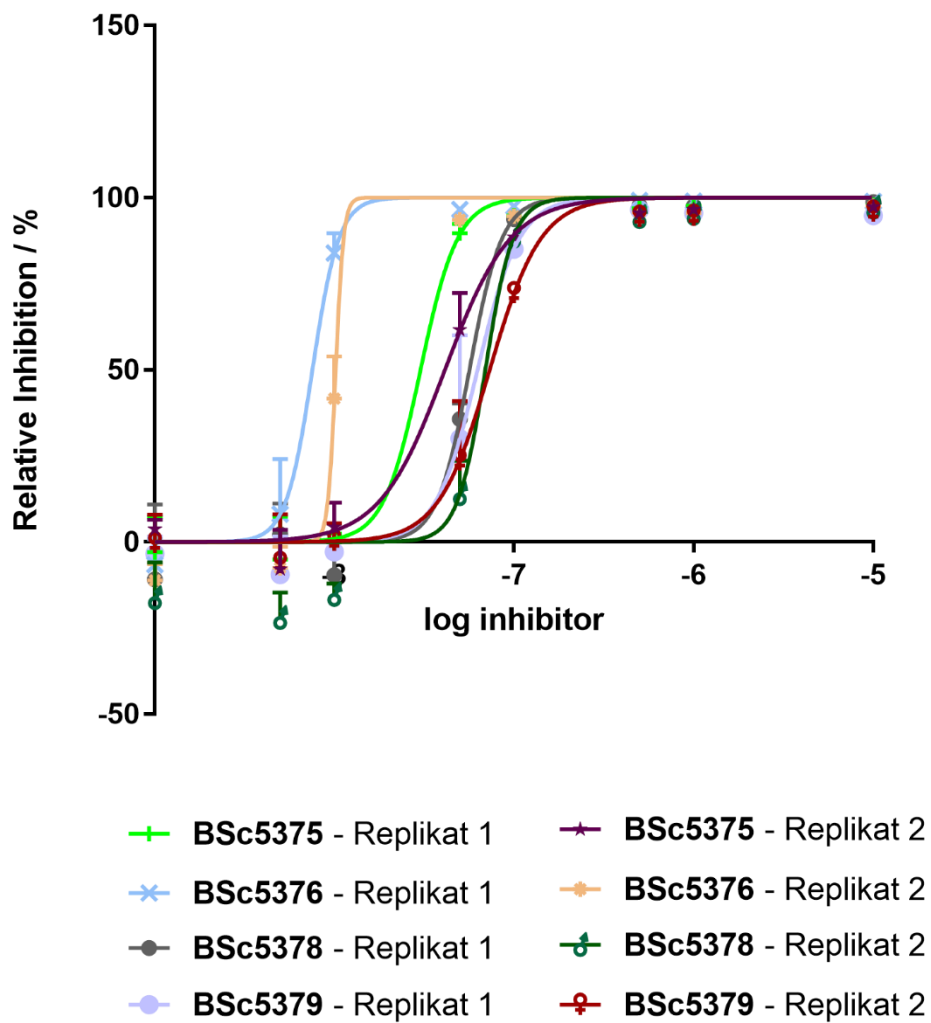 150
100
50
0
-50
-8
-7
-6
-5
Relative Inhibition / %
log inhibitor
BSc5375 - Replikat 1
BSc5375 - Replikat 2
BSc5376 - Replikat 1
BSc5376 - Replikat 2
BSc5378 - Replikat 1
BSc5378 - Replikat 2
BSc5379 - Replikat 1
BSc5379 - Replikat 2